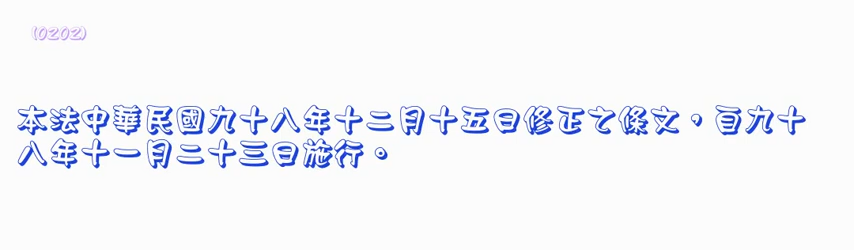 (0202)
本法中華民國九十八年十二月十五日修正之條文，自九十
八年十一月二十三日施行。